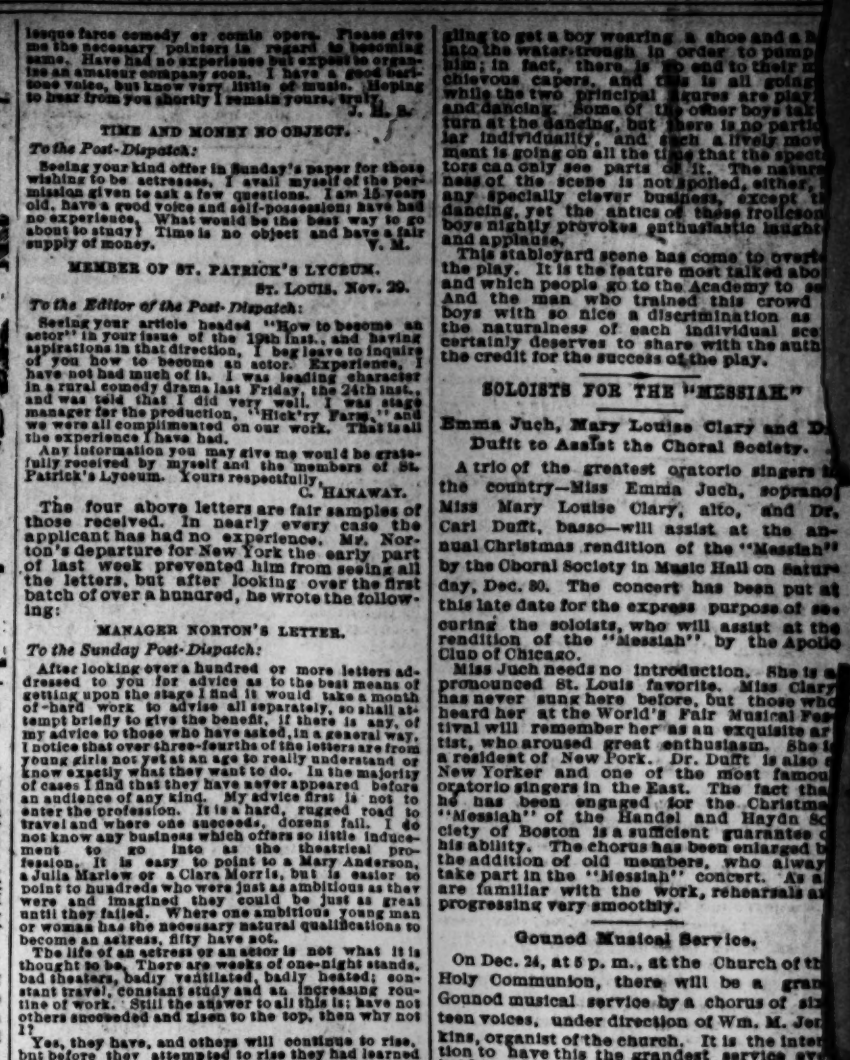 lesque farce comedy or comic opera. Please give
me the necessary pointers in regard to becoming
same. Have had no experience but expect to organ-
ize an amateur company soon. I have a good bari-
tone voice, but know very little of music. Hoping
to hear from you shortly I remain yours, truly,
J. H. S.
TIME AND MONEY NO OBJECT.
To the Post-Dispatch:
Seeing your kind offer in Sunday's paper for those
wishing to be actresses, I avail myself of the per-
mission given to ask a few questions. I am 15 years
old, have a good voice and self-possession; have had
no experience. What would be the best way to go
about to study? Time is no object and have a fair
supply of money. V. M.
MEMBER OF ST. PATRICK'S LYCEUM.
ST. LOUIS, Nov. 29.
To the Editor of the Post-Dispatch:
Seeing your article headed "How to become an
actor" in your issue of the 19th inst., and having
aspirations in that direction, I beg leave to inquire
of you how to become an actor. Experience, I
have not had much of it. I was leading character
in a rural comedy drama last Friday, the 24th inst.,
and was told that I did very well. I was stage
manager for the production, "Hick'ry Farm," and
we were all complimented on our work. That is all
the experience I have had.
Any information you may give me would be grate-
fully received by myself and the members of St.
Patrick's Lyceum. Yours respectfully,
C. HANAWAY.
The four above letters are fair samples of
those received. In nearly every case the
applicant has had no experience. Mr. Nor-
ton's departure for New York the early part
of last week prevented him from seeing all
the letters, but after looking over the first
batch of over a hundred, he wrote the follow-
ing:
MANAGER NORTON'S LETTER.
To the Sunday Post-Dispatch:
After looking over a hundred or more letters ad-
dressed to you for advice as to the best means of
getting upon the stage I find it would take a month
of hard work to advise all separately, so shall at-
tempt briefly to give the benefit, if there is any, of
my advice to those who have asked, in a general way.
I notice that over three-fourths of the letters are from
young girls not yet at an age to really understand or
know exactly what they want to do. In the majority
of cases I find that they have never appeared before
an audience of any kind. My advice first is not to
enter the profession. It is a hard, rugged road to
travel and where one succeeds, dozens fail. I do
not know any business which offers so little induce-
ment to go into as the theatrical pro-
fession. It is easy to point to a Mary Anderson,
a Julia Marlow or a Clara Morris, but is easier to
point to hundreds who were just as ambitious as they
were and imagined they could be just as great
until they failed. Where one ambitious young man
or woman has the necessary natural qualifications to
become an actress, fifty have not.
The life of an actress or an actor is not what it is
thought to be. There are weeks of one-night stands,
bad theaters, badly ventilated, badly heated; con-
stant travel, constant study and an increasing rou-
tine of work. Still the answer to all this is: have not
others succeeded and risen to the top, then why not
I?
Yes, they have, and others will continue to rise,
but before they attempted to rise they had learned
gling to get a boy wearing a shoe and a
into the water-trough in order to pump
him; in fact, there is no end to their
chievous capers, and this is all going
while the two principal figures are play
and dancing. Some of the other boys
turn at the dancing, but there is no
lar individuality, and such a lively
ment is going on all the time that the
tors can only see parts of it. The
ness of the scene is not spoiled, either,
any specially clever business, except
dancing, yet the antics of these
boys nightly provokes enthusiastic
and applause.
This stableyard scene has come to
the play. It is the feature most talked
and which people go to the Academy to
And the man who trained this crowd
boys with so nice a discrimination as
the naturalness of each individual
certainly deserves to share with the
the credit for the success of the play.
SOLOISTS FOR THE "MESSIAH"
Emma Juch, Mary Louise Clary and
Dufft to Assist the Choral Society.
A trio of the greatest oratorio singers
the country—Miss Emma Juch, soprano
Miss Mary Louise Clary, alto, and Dr.
Carl Dufft, basso—will assist at the an-
nual Christmas rendition of the "Messiah"
by the Choral Society in Music Hall on Satur-
day, Dec. 30. The concert has been put at
this late date for the express purpose of se-
curing the soloists, who will assist at the
rendition of the "Messiah" by the Apollo
Club of Chicago.
Miss Juch needs no introduction. She is a
pronounced St. Louis favorite. Miss Clary
has never sung here before, but those who
heard her at the World's Fair Musical Fes
tival will remember her as an exquisite ar
tist, who aroused great enthusiasm. She
a resident of New Pork. Dr. Dufft is also
New Yorker and one of the most famou
oratorio singers in the East. The fact tha
he has been engaged for the Christma
"Messiah" of the Handel and Haydn So
ciety of Boston is a sufficient guarantee
his ability. The chorus has been enlarged b
the addition of old members, who alway
take part in the "Messiah" concert. As a
are familiar with the work, rehearsals
progressing very smoothly.
Gounod Musical Service.
On Dec. 24, at 5 p. m., at the Church of
Holy Communion, there will be a
Gounod musical service by a chorus of
teen voices, under direction of Wm. M.
kins, organist of the church. It is the
tion to have this the grandest